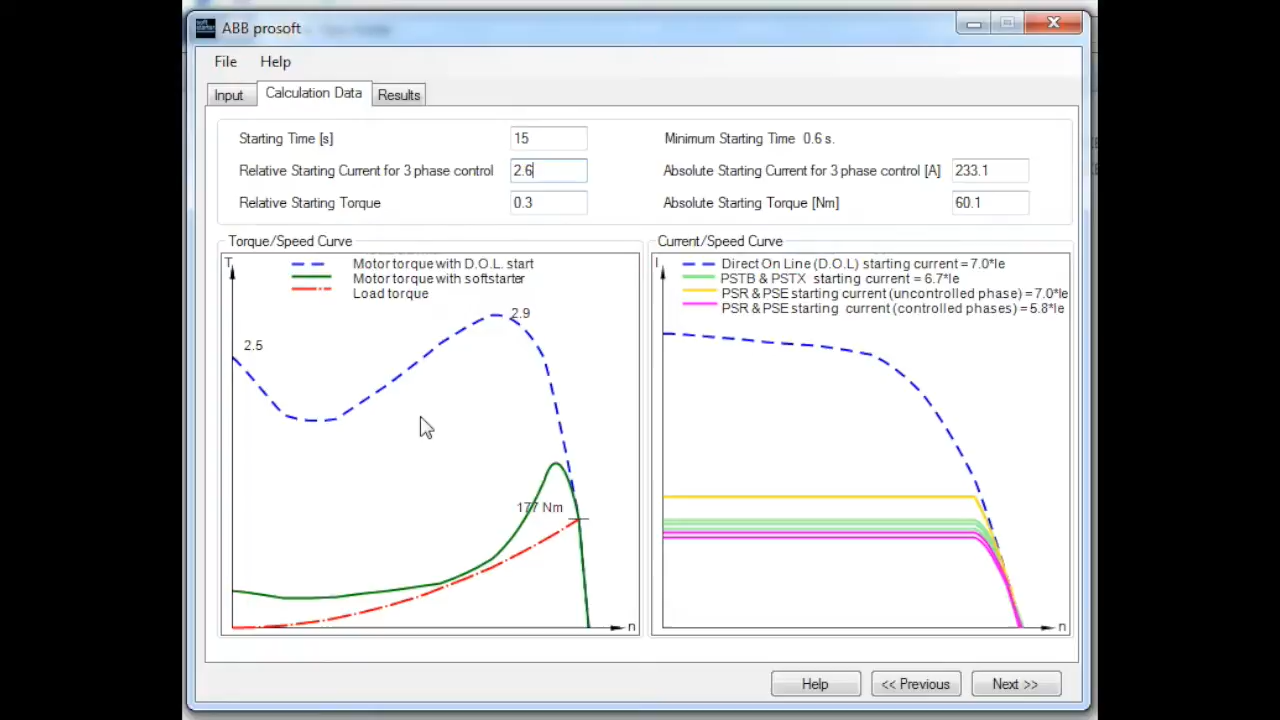 soft
starter
ABB prosoft
File Help
Input Calculation Data Results
Starting Time [s] 15 Minimum Starting Time 0.6 s.
Relative Starting Current for 3 phase control 2.6 Absolute Starting Current for 3 phase control [A] 233.1
Relative Starting Torque 0.3 Absolute Starting Torque [Nm] 60.1
Torque/Speed Curve
T
Motor torque with D.O.L. start
Motor torque with softstarter
Load torque
2.9
2.5
177 Nm
n
Current/Speed Curve
I
Direct On Line (D.O.L) starting current = 7.0*Ie
PSTB & PSTX starting current = 6.7*Ie
PSR & PSE starting current (uncontrolled phase) = 7.0*Ie
PSR & PSE starting current (controlled phases) = 5.8*Ie
n
Help << Previous Next >>